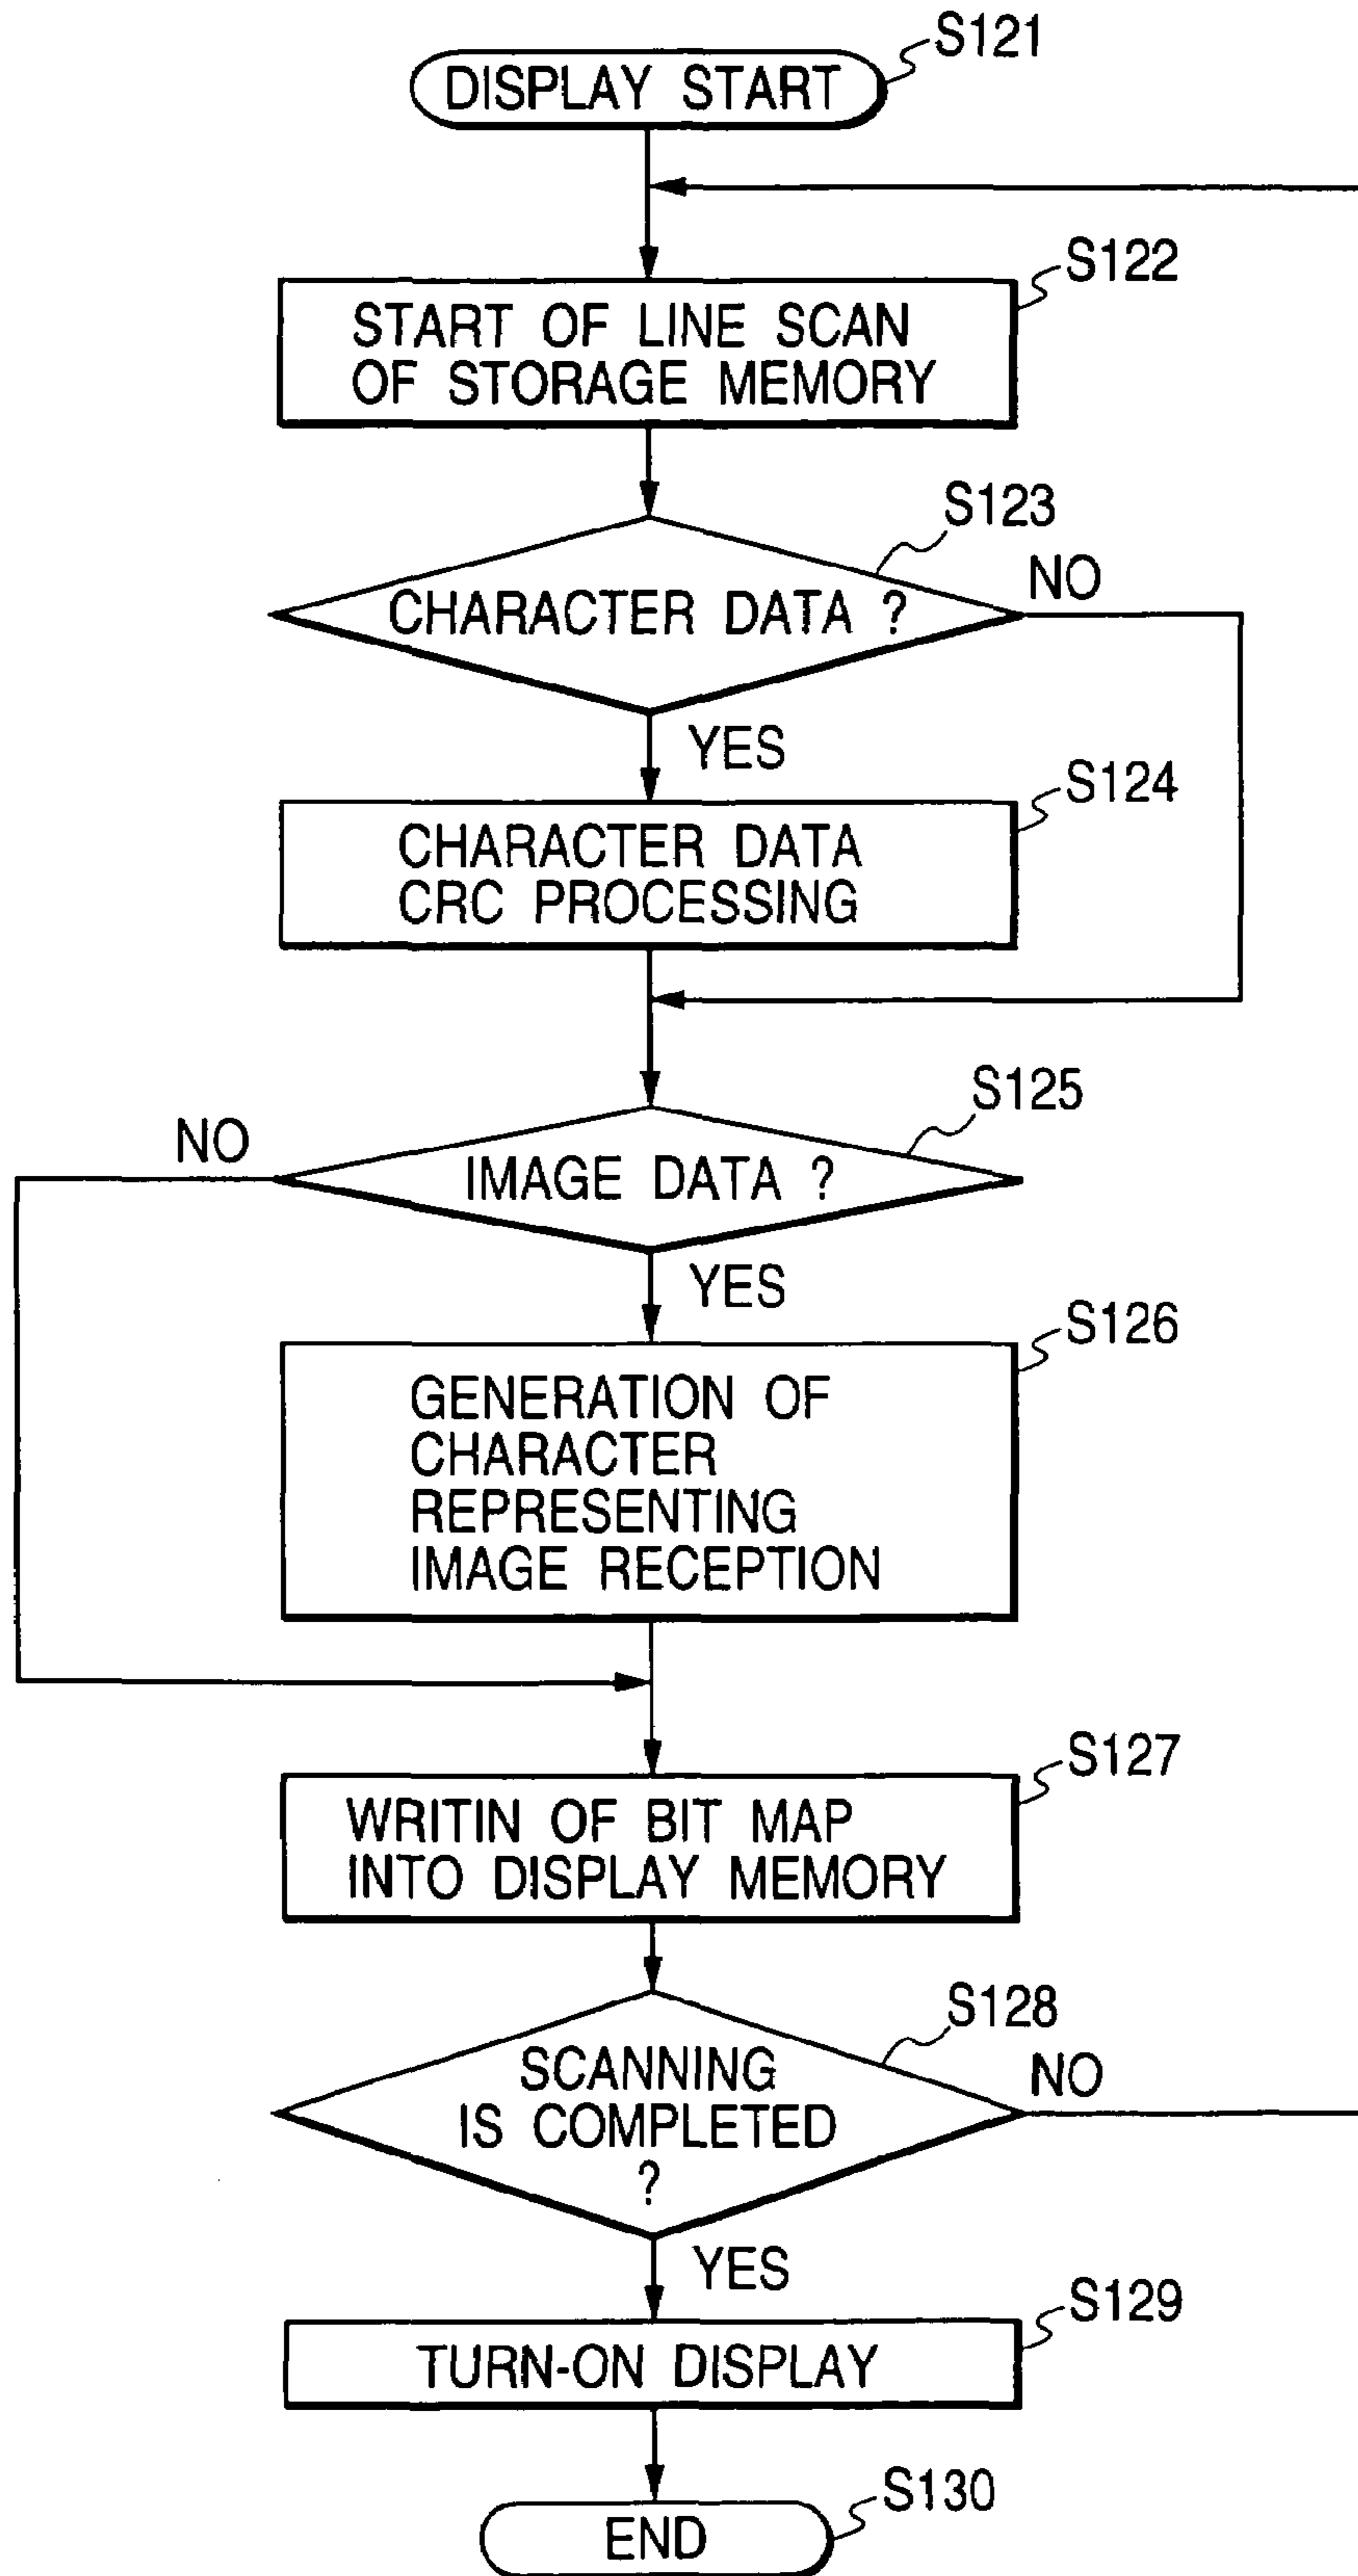 S121
DISPLAY START
S122
START OF LINE SCAN
OF STORAGE MEMORY
S123
CHARACTER DATA ?
NO
YES
S124
CHARACTER DATA
CRC PROCESSING
S125
NO
IMAGE DATA ?
YES
S126
GENERATION OF
CHARACTER
REPRESENTING
IMAGE RECEPTION
S127
WRITIN OF BIT MAP
INTO DISPLAY MEMORY
S128
SCANNING
IS COMPLETED
?
NO
YES
S129
TURN-ON DISPLAY
S130
END